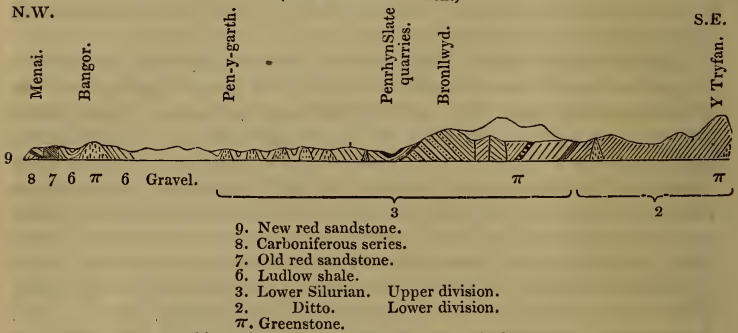 N.W.
S.E.
Menai.
Bangor.
Pen-y-garth.
Penrhyn Slate
quarries.
Bronllwyd.
Y Tryfan.
9
8 7 6 π 6 Gravel. π π
3 2
9. New red sandstone.
8. Carboniferous series.
7. Old red sandstone.
6. Ludlow shale.
3. Lower Silurian. Upper division.
2. Ditto. Lower division.
π. Greenstone.